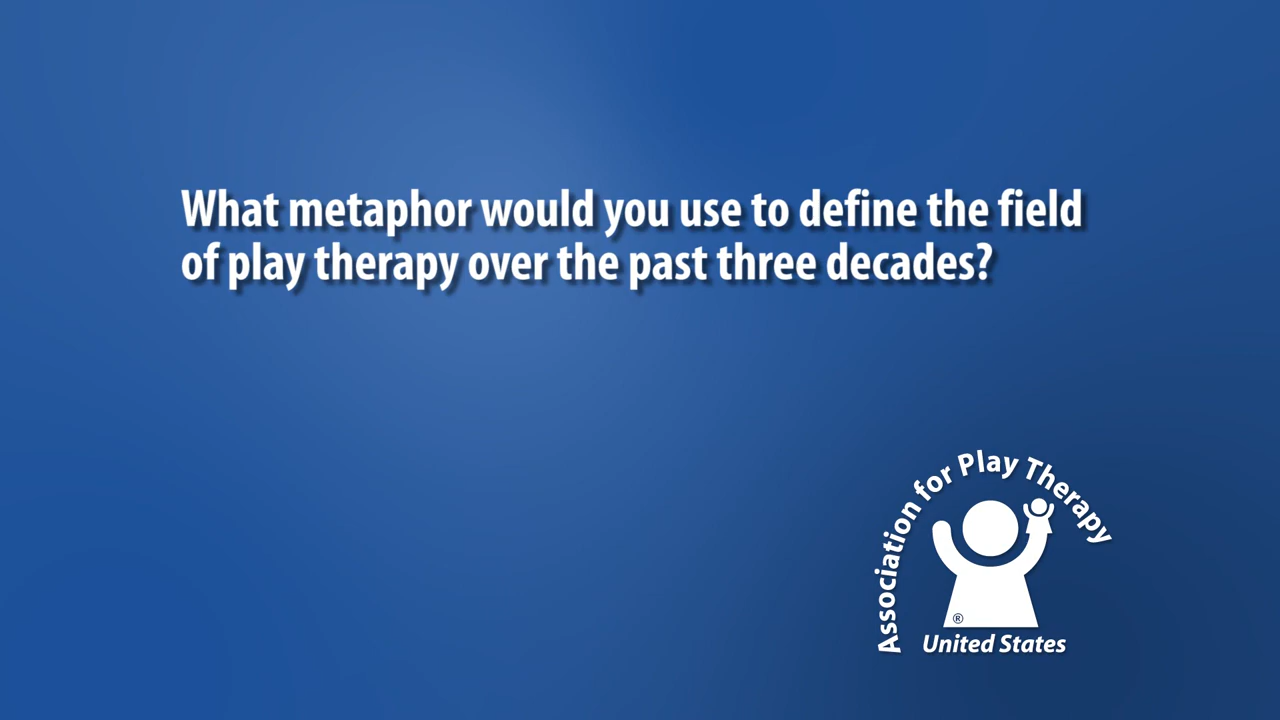 What metaphor would you use to define the field
of play therapy over the past three decades?
Association for Play Therapy
®
United States